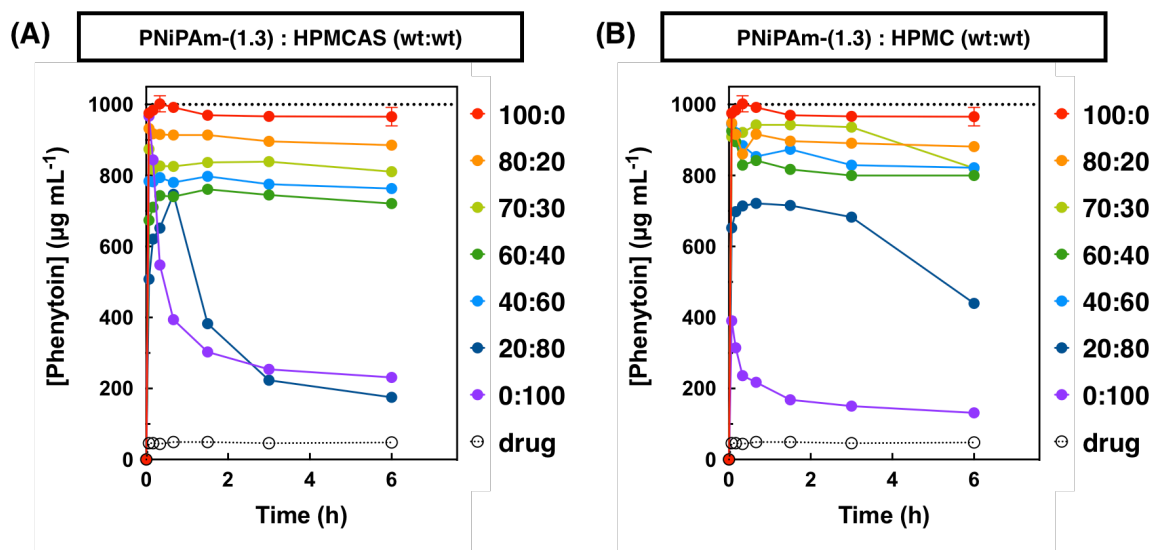 (A)
PNiPAm-(1.3) : HPMCAS (wt:wt)
[Phenytoin] (µg mL⁻¹)
1000
800
600
400
200
0
0 2 4 6
Time (h)
100:0
80:20
70:30
60:40
40:60
20:80
0:100
drug
(B)
PNiPAm-(1.3) : HPMC (wt:wt)
[Phenytoin] (µg mL⁻¹)
1000
800
600
400
200
0
0 2 4 6
Time (h)
100:0
80:20
70:30
60:40
40:60
20:80
0:100
drug